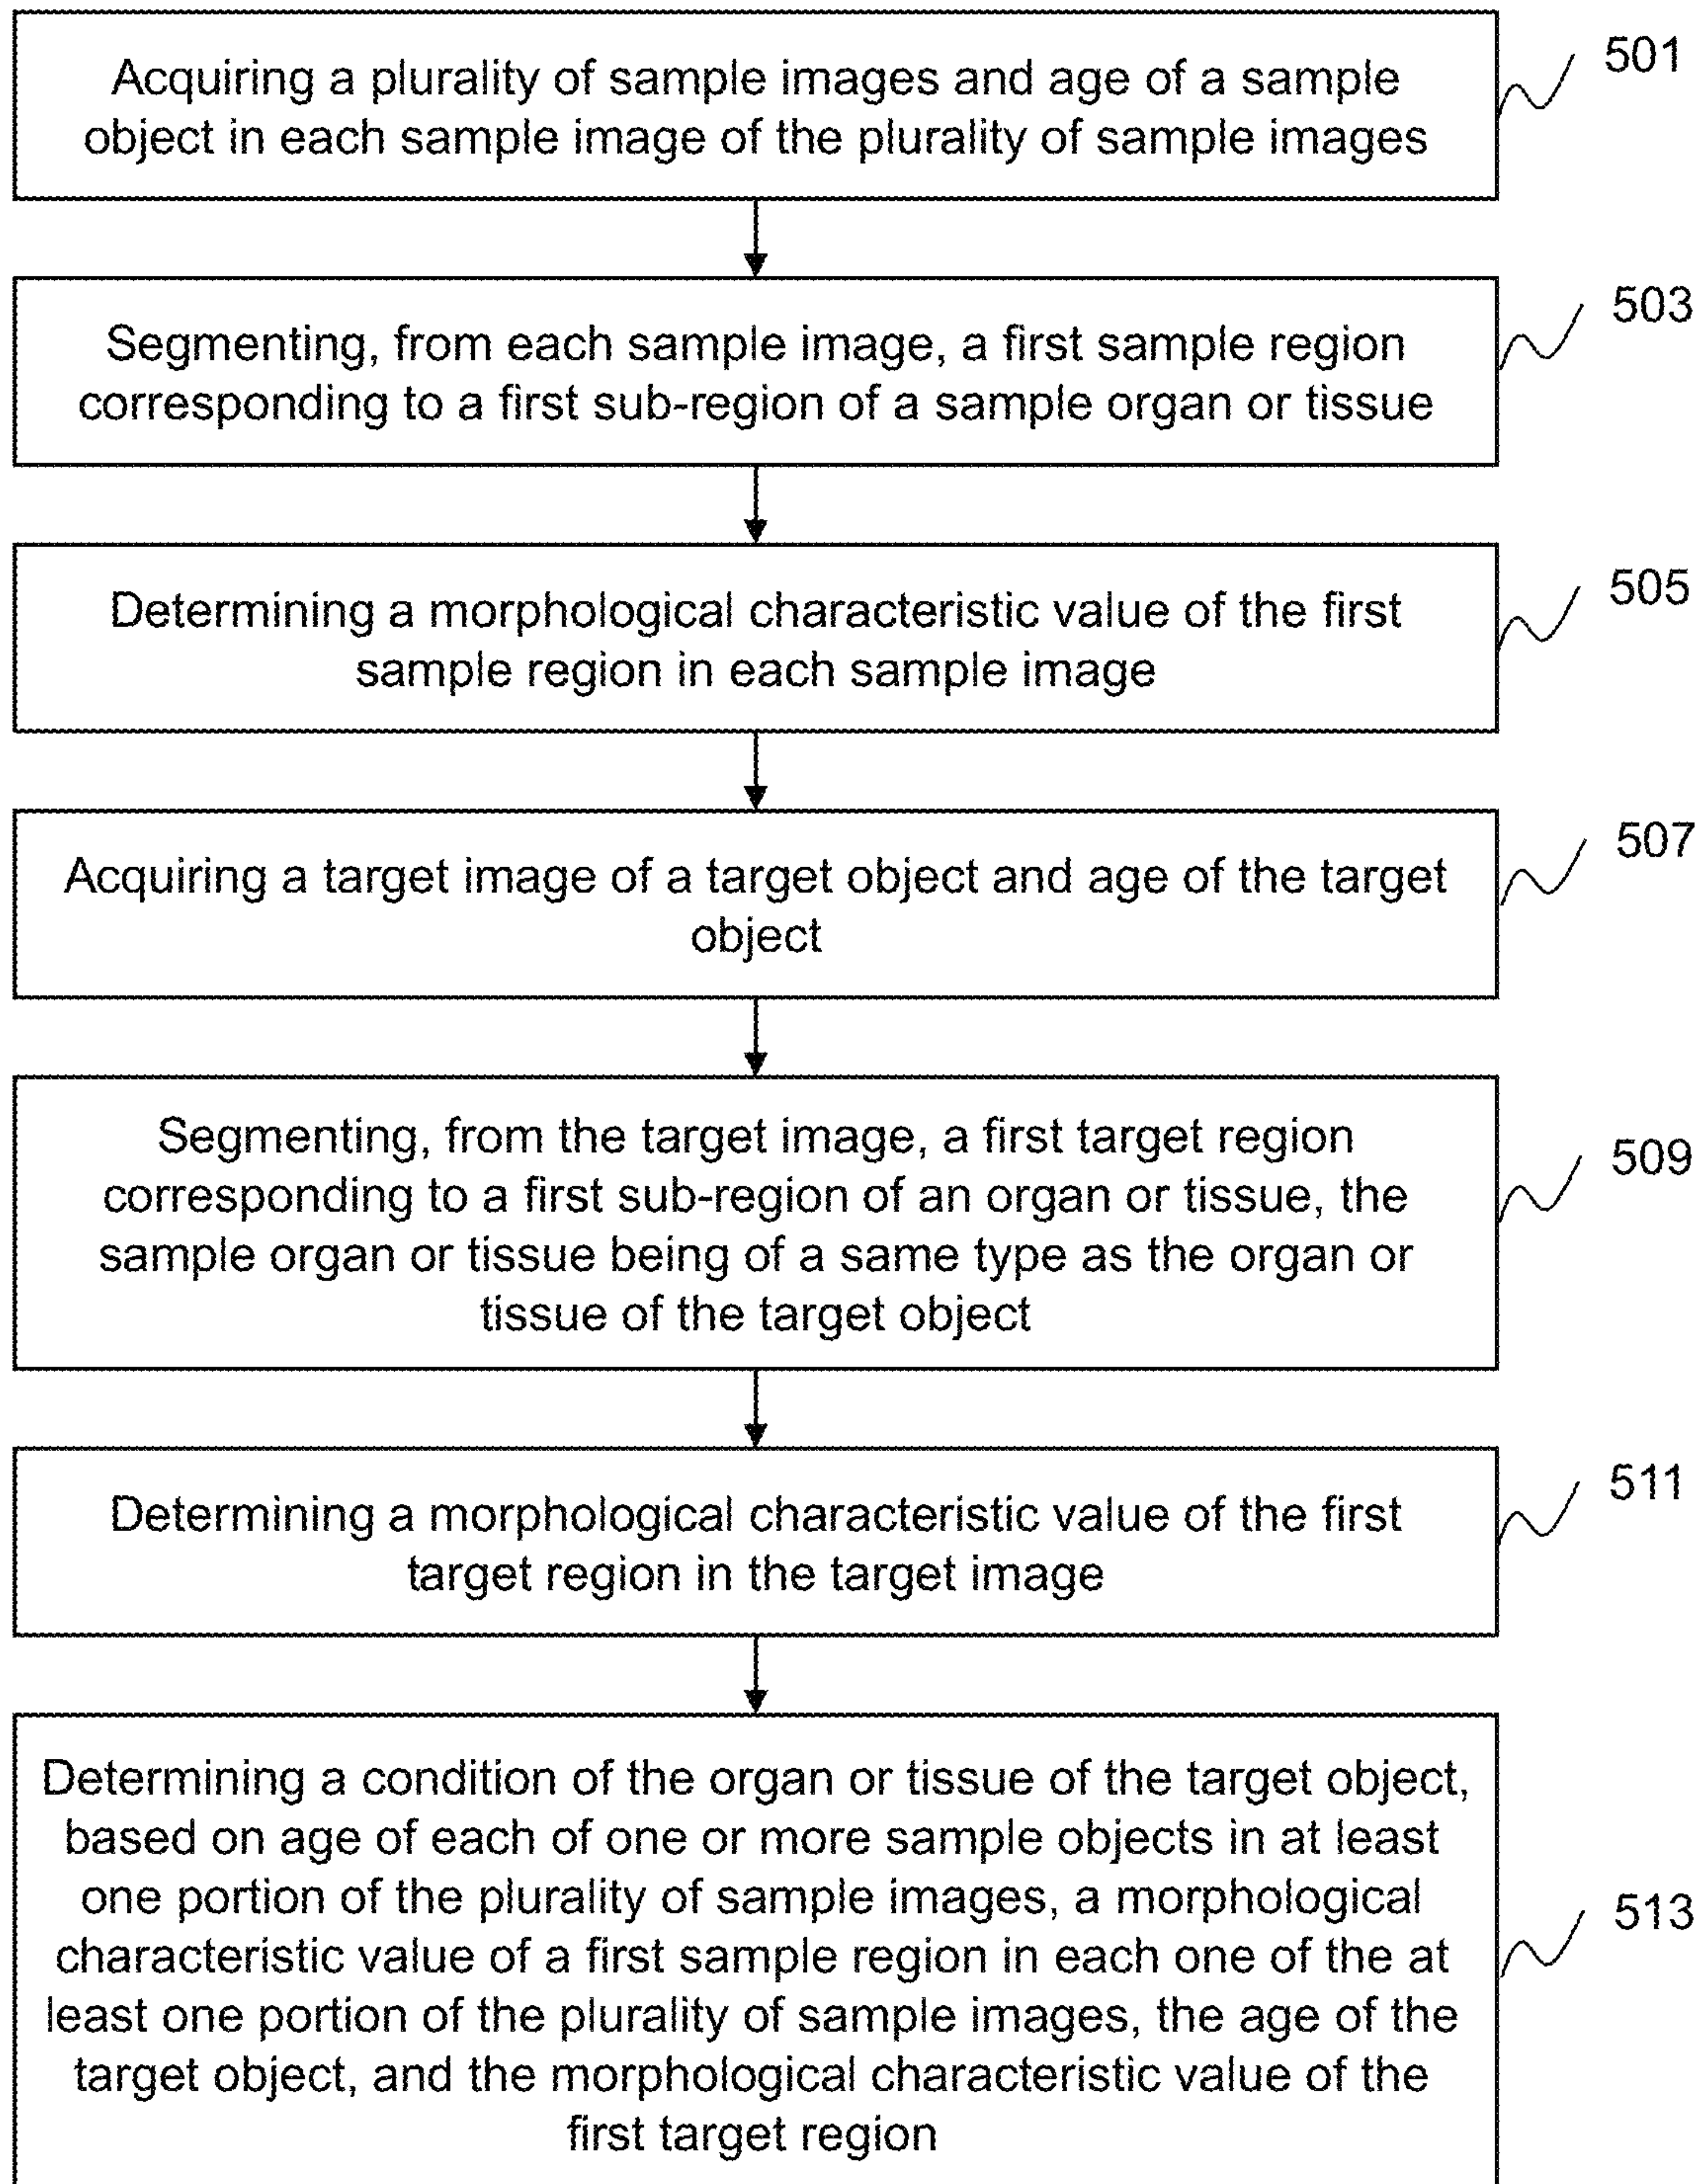 Acquiring a plurality of sample images and age of a sample
object in each sample image of the plurality of sample images
501
Segmenting, from each sample image, a first sample region
corresponding to a first sub-region of a sample organ or tissue
503
Determining a morphological characteristic value of the first
sample region in each sample image
505
Acquiring a target image of a target object and age of the target
object
507
Segmenting, from the target image, a first target region
corresponding to a first sub-region of an organ or tissue, the
sample organ or tissue being of a same type as the organ or
tissue of the target object
509
Determining a morphological characteristic value of the first
target region in the target image
511
Determining a condition of the organ or tissue of the target object,
based on age of each of one or more sample objects in at least
one portion of the plurality of sample images, a morphological
characteristic value of a first sample region in each one of the at
least one portion of the plurality of sample images, the age of the
target object, and the morphological characteristic value of the
first target region
513